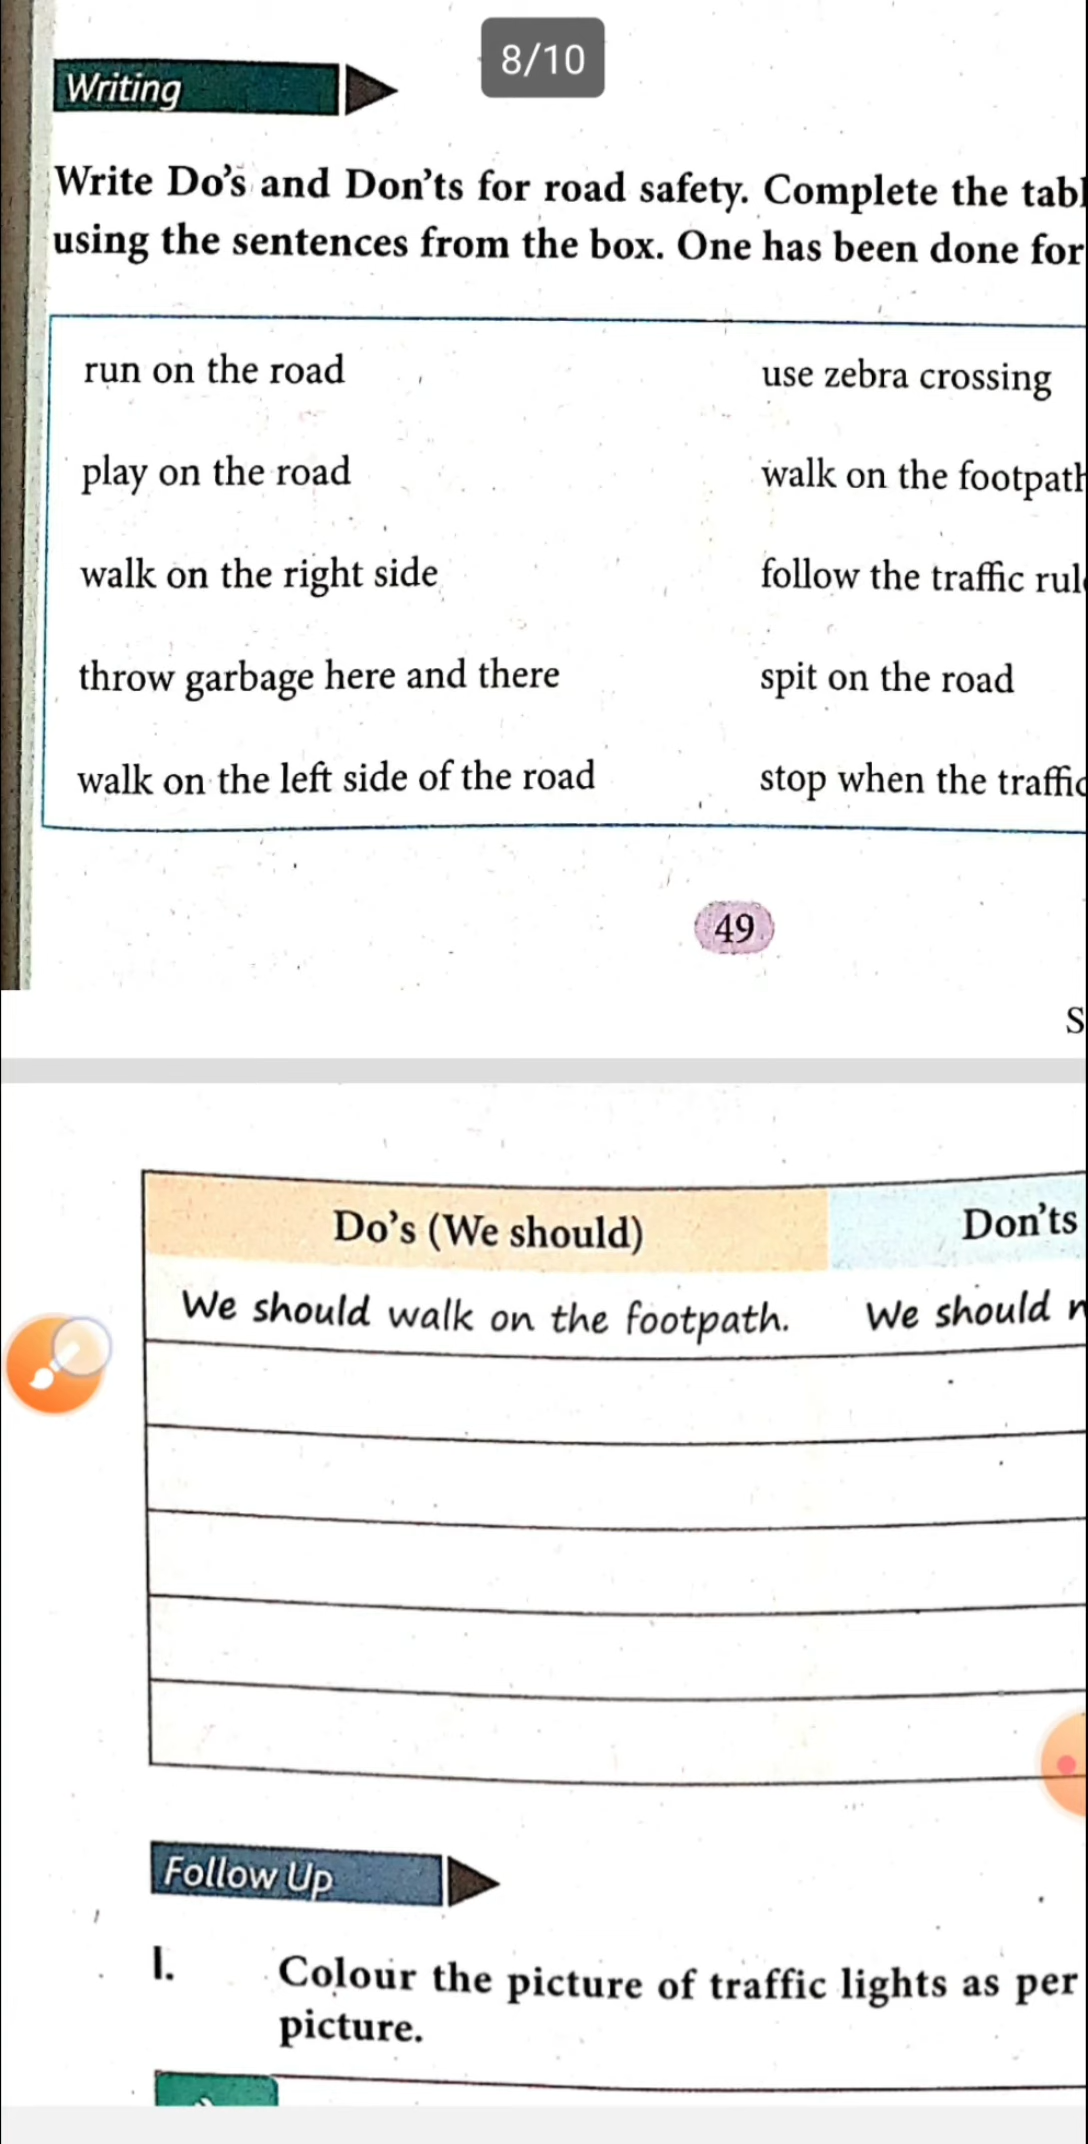 8/10
Writing
Write Do's and Don'ts for road safety. Complete the
using the sentences from the box. One has been done for
run on the road
use zebra crossing
play on the road
walk on the
walk on the right side
follow the traffic
throw garbage here and there
spit on the road
walk on the left side of the road
stop when the
49
S
Do's (We should)
Don'ts
We should walk on the footpath.
We should
Follow Up
I.
Colour the picture of traffic lights as per
picture.